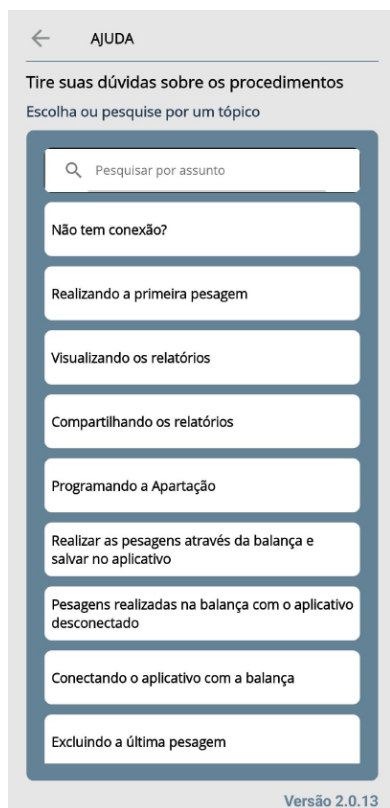 AJUDA
Tire suas dúvidas sobre os procedimentos
Escolha ou pesquise por um tópico
Pesquisar por assunto
Não tem conexão?
Realizando a primeira pesagem
Visualizando os relatórios
Compartilhando os relatórios
Programando a Apartação
Realizar as pesagens através da balança e
salvar no aplicativo
Pesagens realizadas na balança com o aplicativo
desconectado
Conectando o aplicativo com a balança
Excluindo a última pesagem
Versão 2.0.13